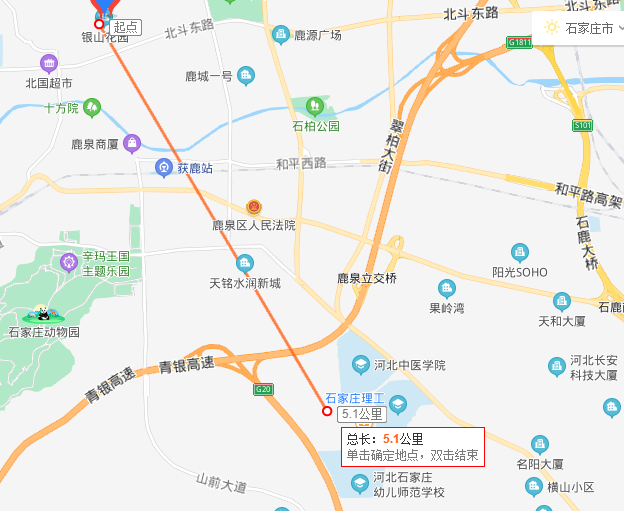 北斗东路
鹿源广场
石家庄市
起点
银山花园
北斗路
G1811
北国超市
鹿城一号
十方院
石柏公园
S101
翠柏大街
鹿泉商厦
获鹿站
和平西路
和平路高架
鹿泉区人民法院
石鹿大桥
辛玛王国
主题乐园
天铭水润新城
鹿泉立交桥
阳光SOHO
果岭湾
天和大厦
石鹿
石家庄动物园
青银高速
青银高速
河北中医学院
河北长安
科技大厦
G20
石家庄理工
5.1公里
总长：5.1公里
单击确定地点，双击结束
名阳大厦
山前大道
河北石家庄
幼儿师范学校
横山小区